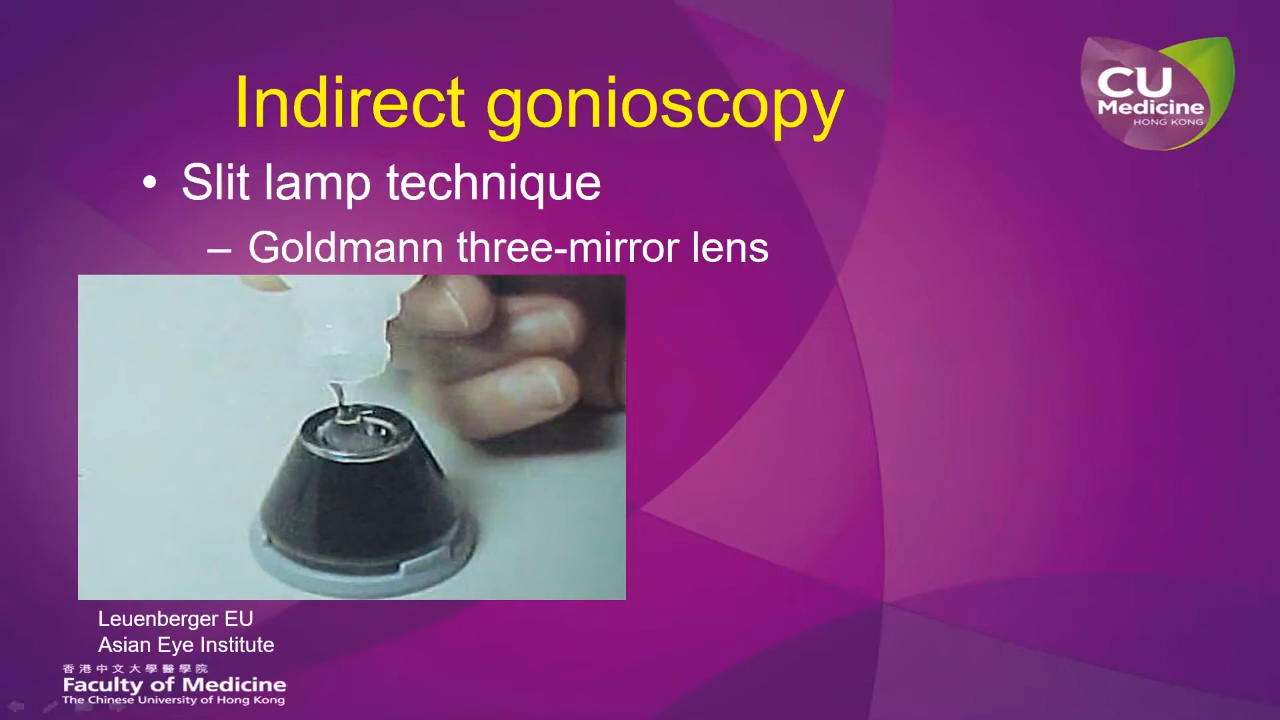 Indirect gonioscopy
CU
Medicine
HONG KONG
• Slit lamp technique
– Goldmann three-mirror lens
Leuenberger EU
Asian Eye Institute
香港中文大學醫學院
Faculty of Medicine
The Chinese University of Hong Kong